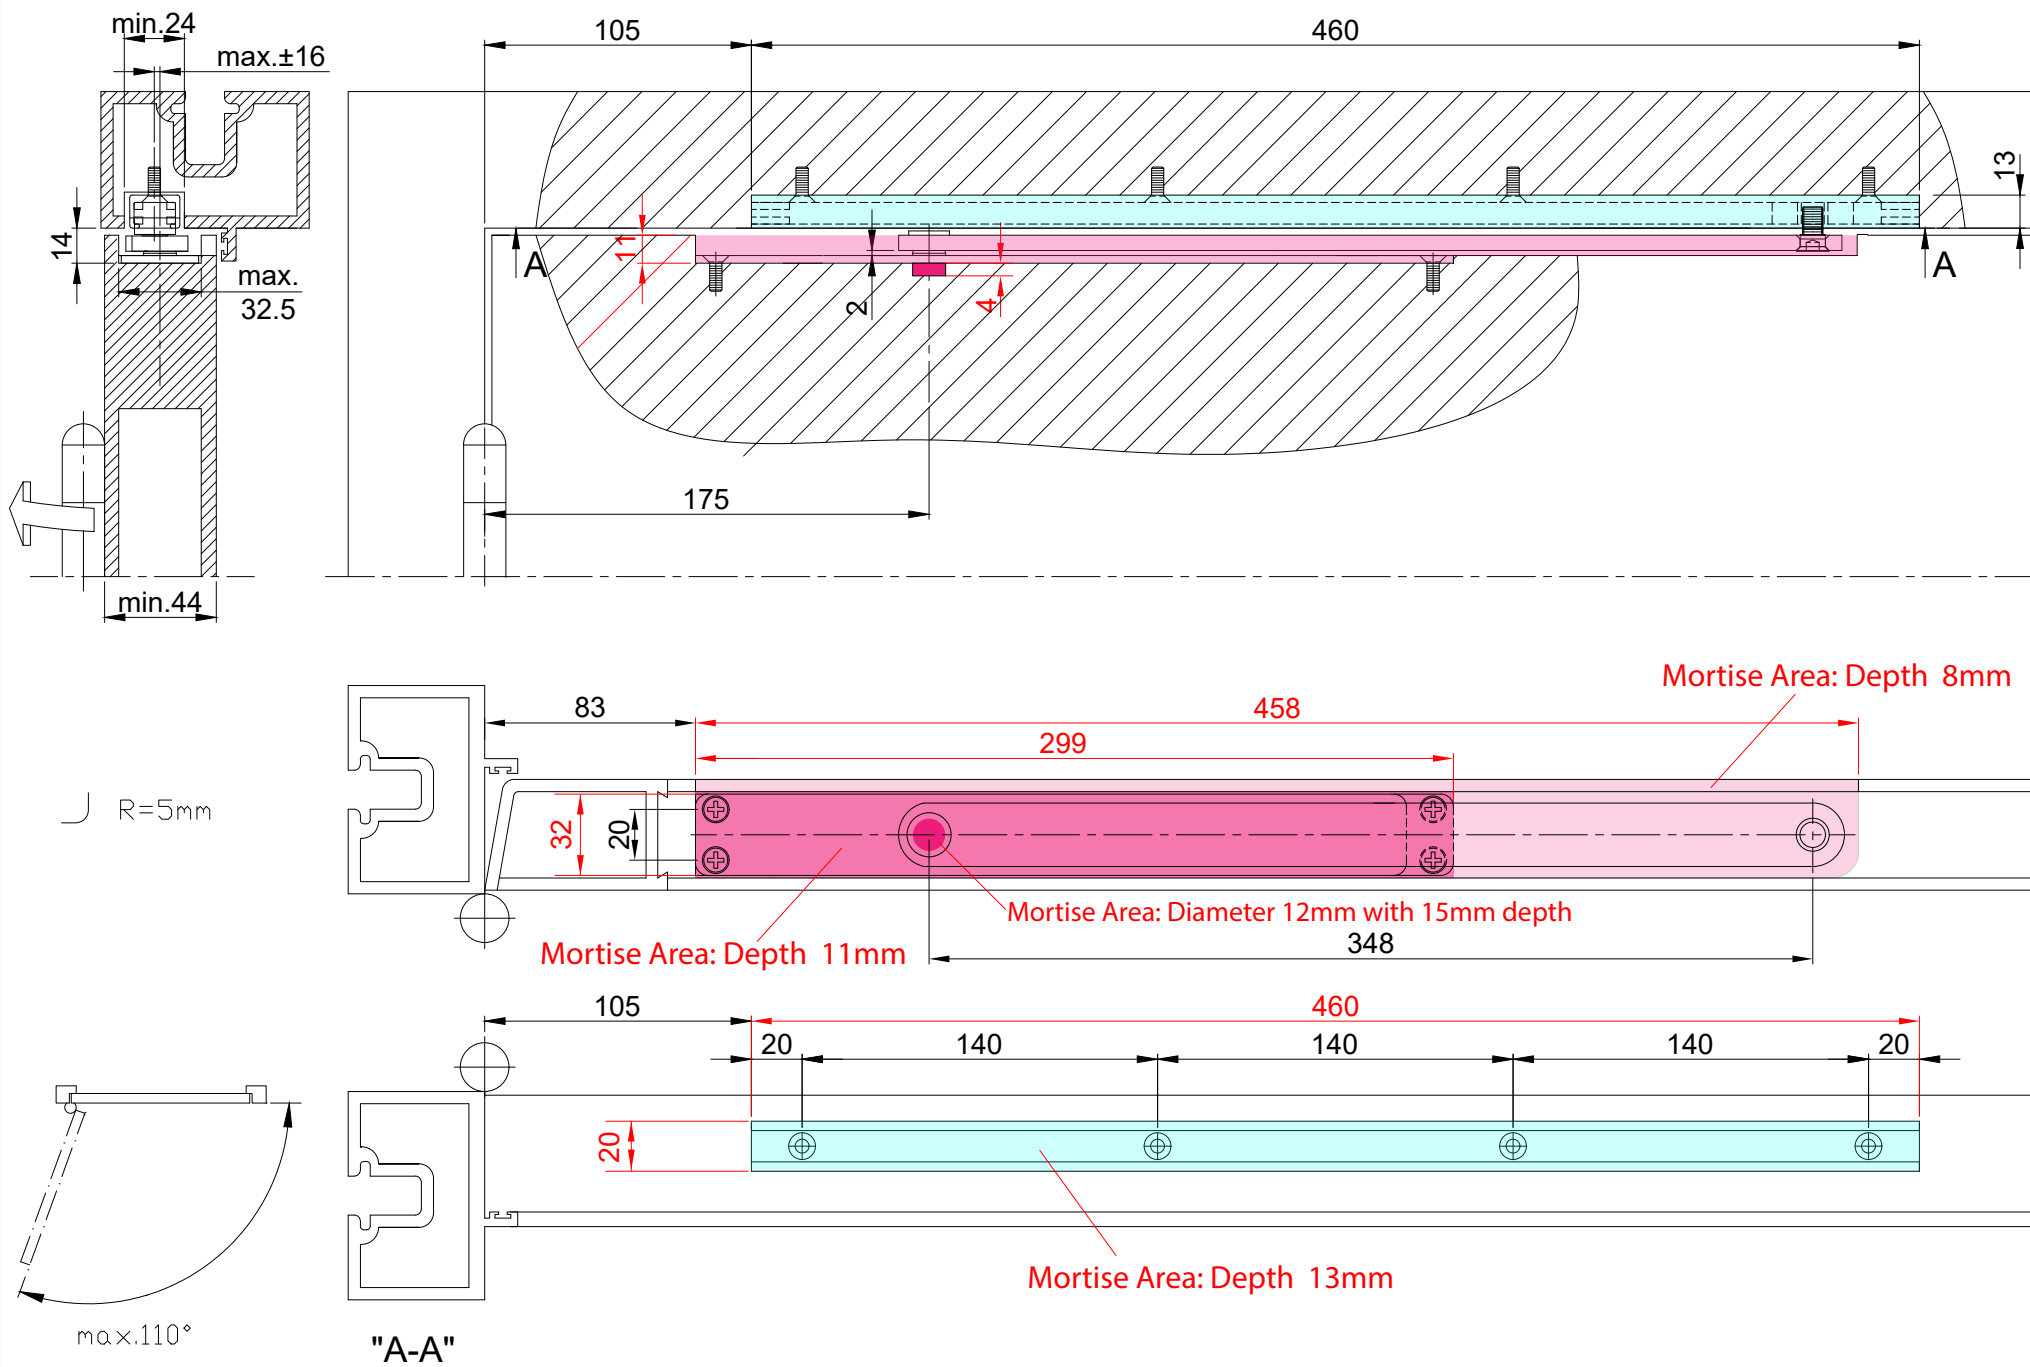 min.24
max.±16
105
460
13
14
max.
32.5
11
A
2
4
A
175
min.44
Mortise Area: Depth 8mm
83
458
299
R=5mm
32
20
Mortise Area: Diameter 12mm with 15mm depth
Mortise Area: Depth 11mm
348
105
460
20
140
140
140
20
20
Mortise Area: Depth 13mm
max.110°
"A-A"